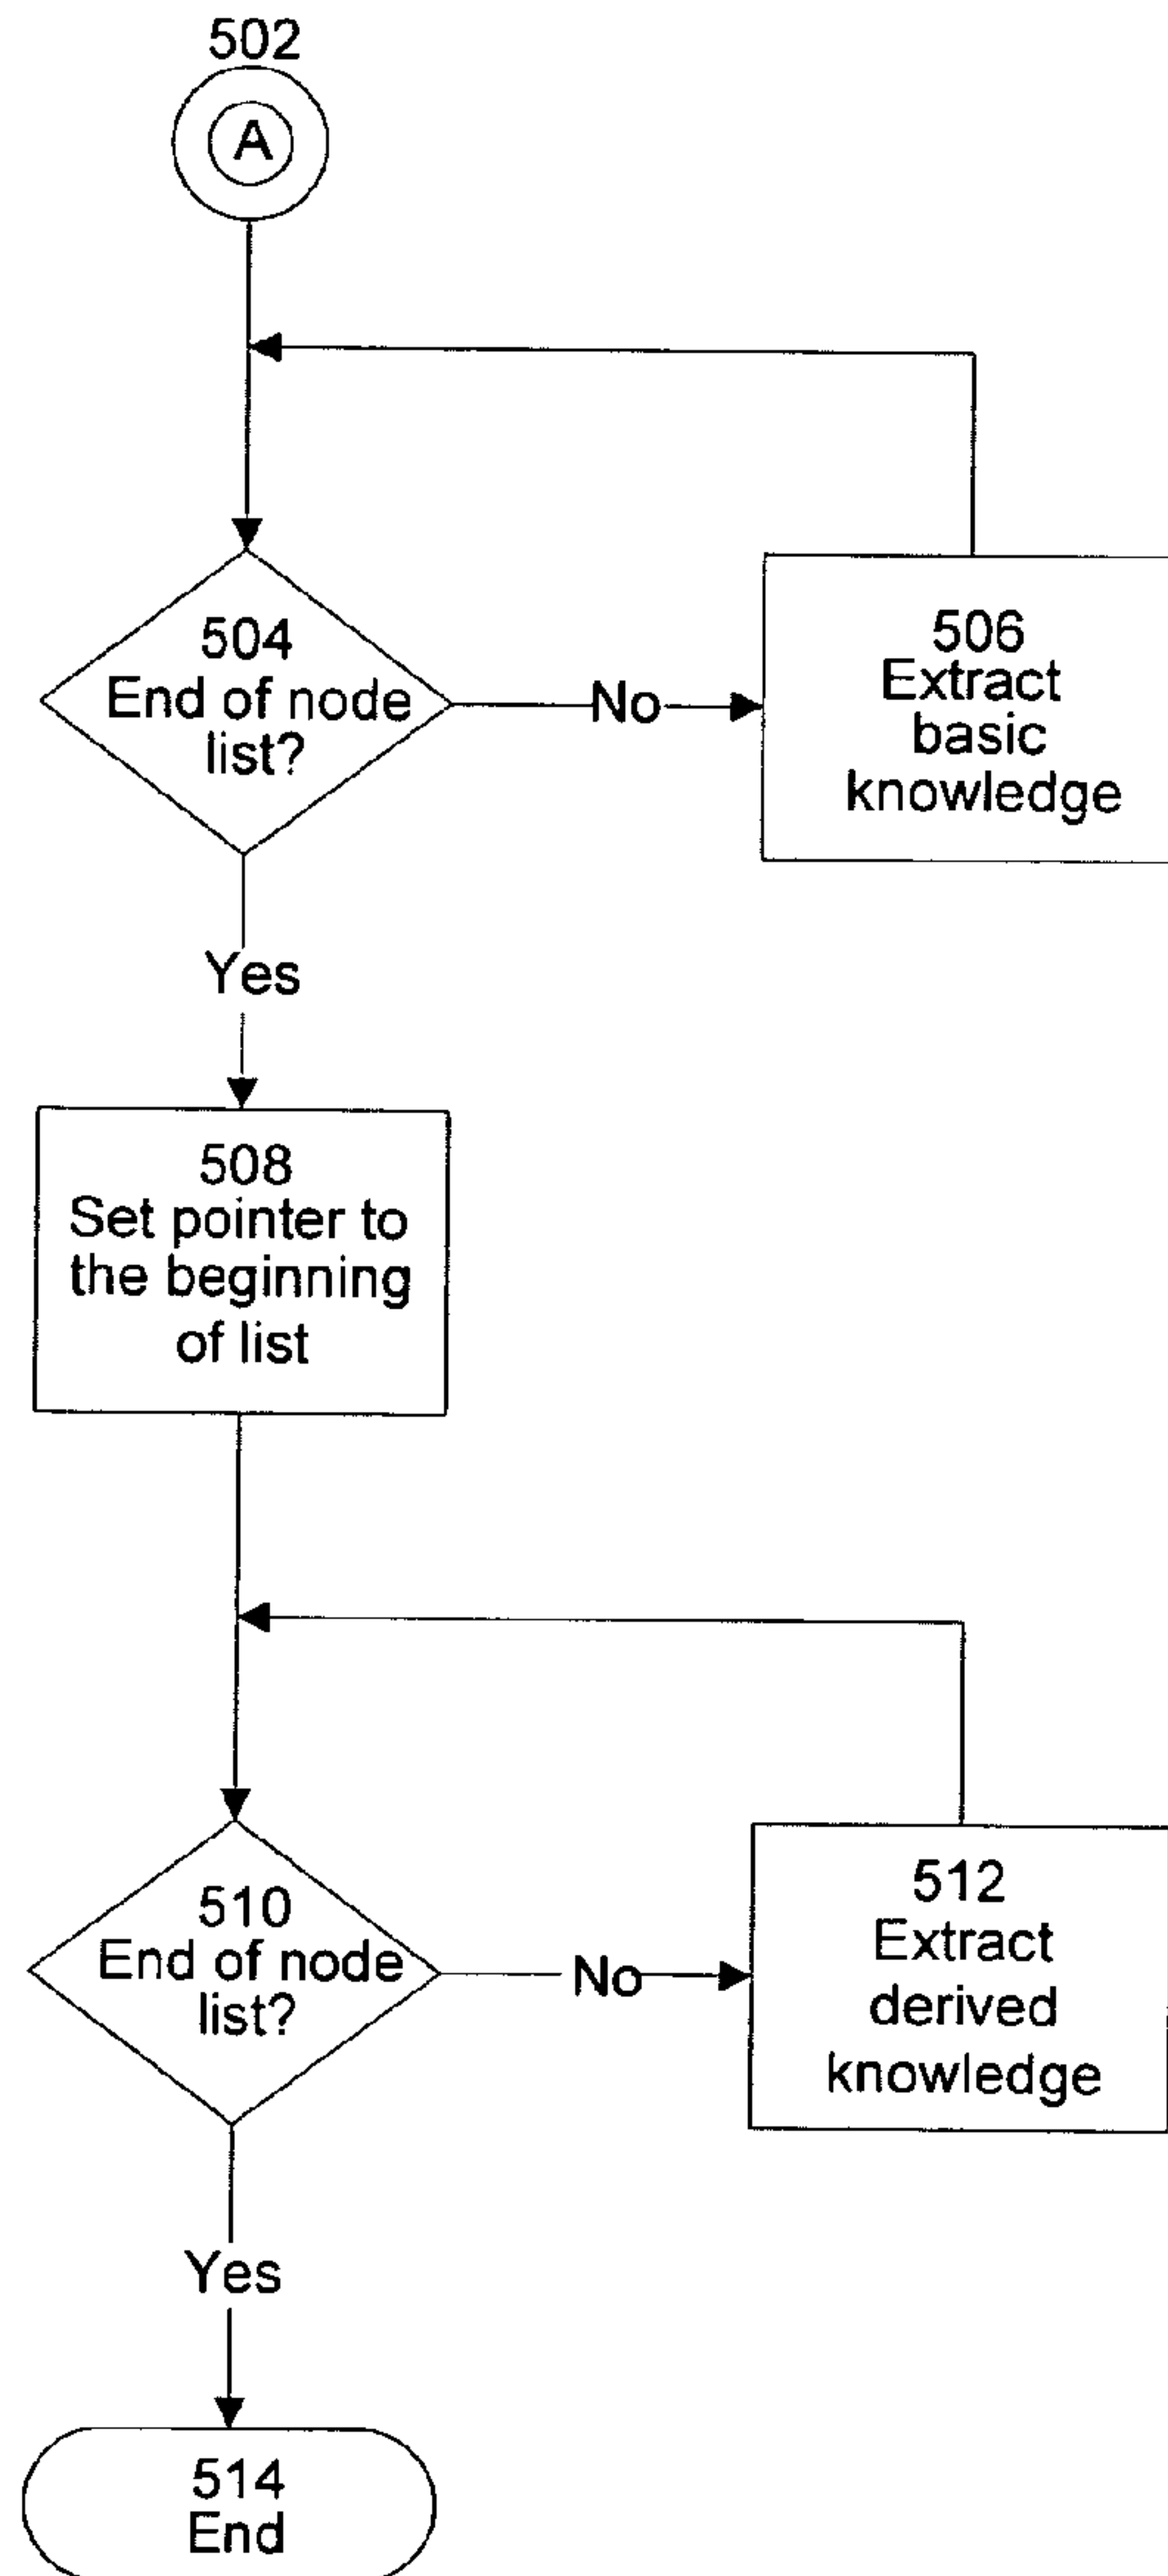 502
A
504
End of node
list?
No
506
Extract
basic
knowledge
Yes
508
Set pointer to
the beginning
of list
510
End of node
list?
No
512
Extract
derived
knowledge
Yes
514
End